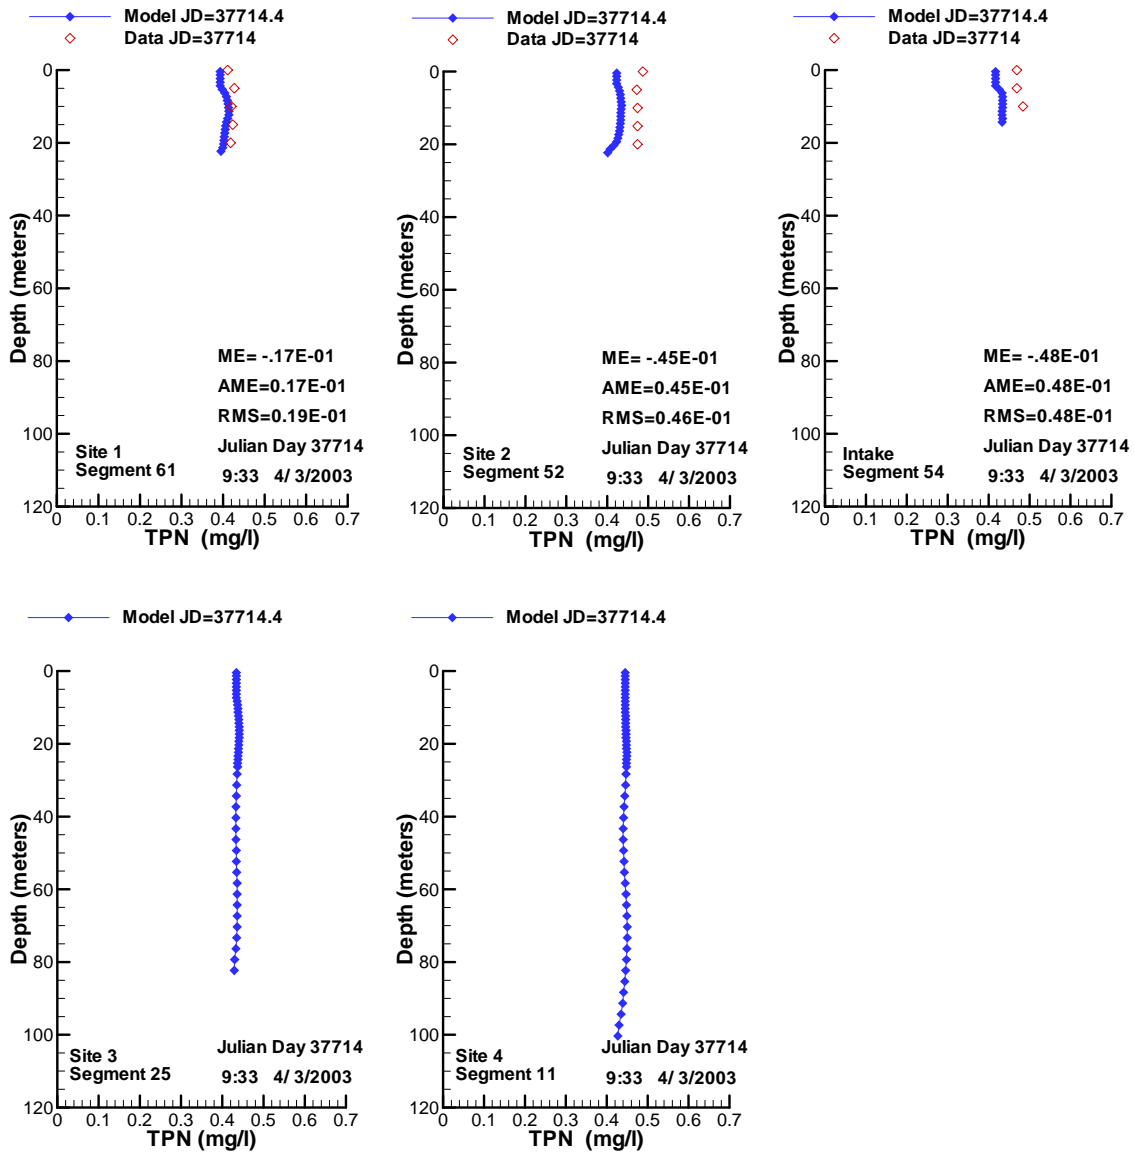 Model JD=37714.4
Data JD=37714
0
20
40
60
80
100
120
Depth (meters)
ME= -.17E-01
AME=0.17E-01
RMS=0.19E-01
Julian Day 37714
9:33 4/ 3/2003
Site 1
Segment 61
0 0.1 0.2 0.3 0.4 0.5 0.6 0.7
TPN (mg/l)
Model JD=37714.4
Data JD=37714
0
20
40
60
80
100
120
Depth (meters)
ME= -.45E-01
AME=0.45E-01
RMS=0.46E-01
Julian Day 37714
9:33 4/ 3/2003
Site 2
Segment 52
0 0.1 0.2 0.3 0.4 0.5 0.6 0.7
TPN (mg/l)
Model JD=37714.4
Data JD=37714
0
20
40
60
80
100
120
Depth (meters)
ME= -.48E-01
AME=0.48E-01
RMS=0.48E-01
Julian Day 37714
9:33 4/ 3/2003
Intake
Segment 54
0 0.1 0.2 0.3 0.4 0.5 0.6 0.7
TPN (mg/l)
Model JD=37714.4
0
20
40
60
80
100
120
Depth (meters)
Julian Day 37714
9:33 4/ 3/2003
Site 3
Segment 25
0 0.1 0.2 0.3 0.4 0.5 0.6 0.7
TPN (mg/l)
Model JD=37714.4
0
20
40
60
80
100
120
Depth (meters)
Julian Day 37714
9:33 4/ 3/2003
Site 4
Segment 11
0 0.1 0.2 0.3 0.4 0.5 0.6 0.7
TPN (mg/l)